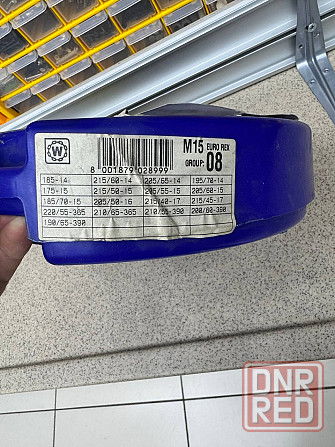 W
M15 EURO REX
GROUP: 08
8 001879 028999
185-14 215/60-14 205/65-14 195/70-14
175-15 215/50-15 205/55-15 205/60-15
185/70-15 205/50-16 215/40-17 215/45-17
220/55-365 210/65-365 210/55-390 200/60-390
190/65-390
DNR
RED